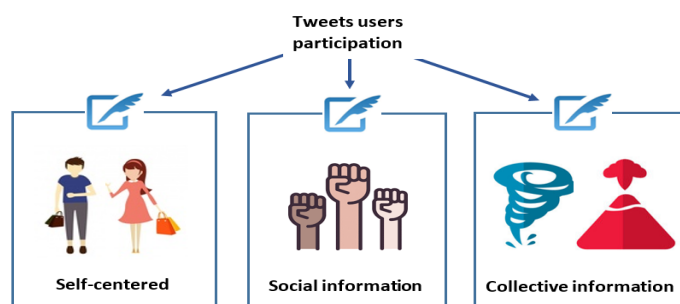 Tweets users
participation
Self-centered
Social information
Collective information